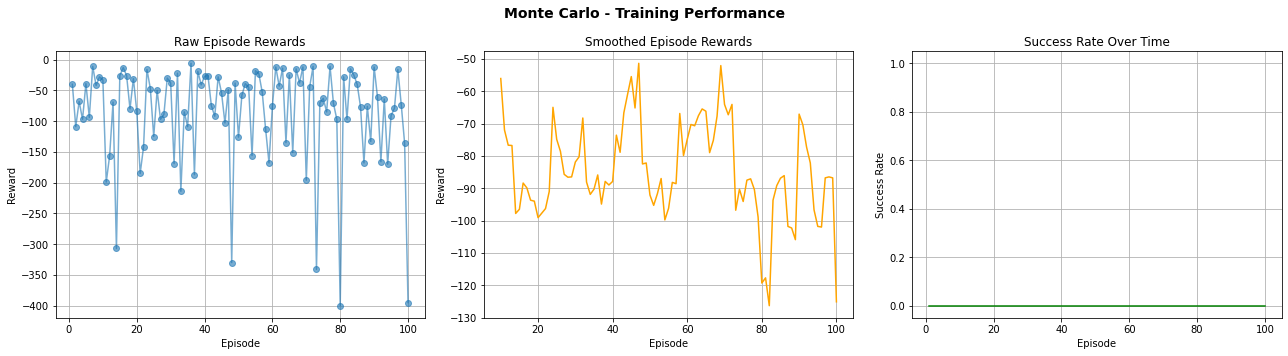 Monte Carlo - Training Performance
Raw Episode Rewards
Smoothed Episode Rewards
Success Rate Over Time
0
−50
−100
−150
−200
−250
−300
−350
−400
Reward
0 20 40 60 80 100
Episode
−50
−60
−70
−80
−90
−100
−110
−120
−130
Reward
20 40 60 80 100
Episode
1.0
0.8
0.6
0.4
0.2
0.0
Success Rate
0 20 40 60 80 100
Episode